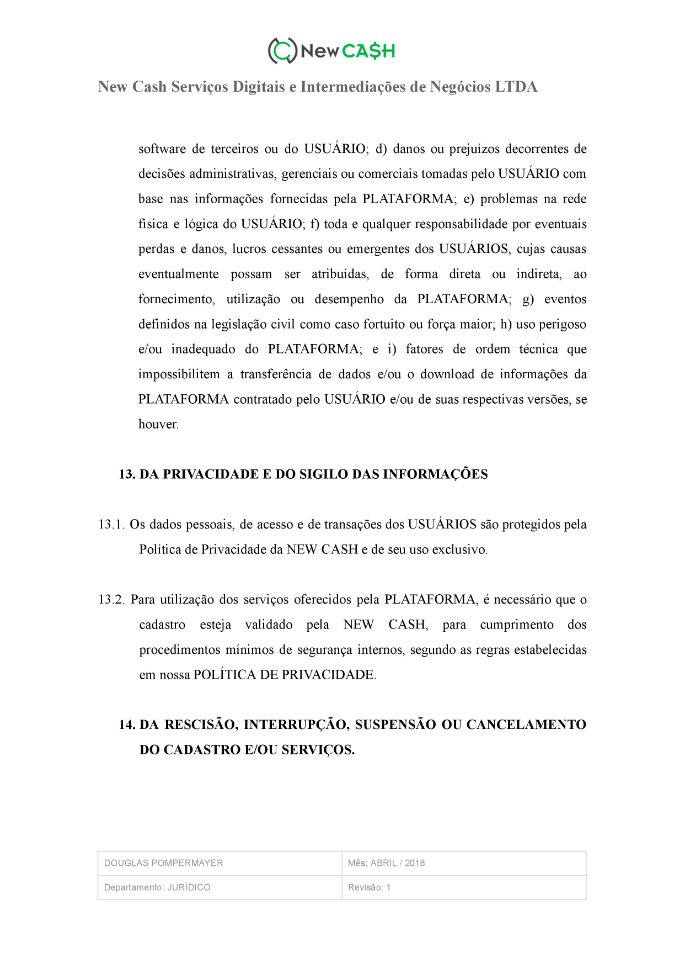 New CA$H
New Cash Serviços Digitais e Intermediações de Negócios LTDA
software de terceiros ou do USUÁRIO; d) danos ou prejuízos decorrentes de
decisões administrativas, gerenciais ou comerciais tomadas pelo USUÁRIO com
base nas informações fornecidas pela PLATAFORMA; e) problemas na rede
física e lógica do USUÁRIO; f) toda e qualquer responsabilidade por eventuais
perdas e danos, lucros cessantes ou emergentes dos USUÁRIOS, cujas causas
eventualmente possam ser atribuídas, de forma direta ou indireta, ao
fornecimento, utilização ou desempenho da PLATAFORMA; g) eventos
definidos na legislação civil como caso fortuito ou força maior; h) uso perigoso
e/ou inadequado do PLATAFORMA; e i) fatores de ordem técnica que
impossibilitem a transferência de dados e/ou o download de informações da
PLATAFORMA contratado pelo USUÁRIO e/ou de suas respectivas versões, se
houver.
13. DA PRIVACIDADE E DO SIGILO DAS INFORMAÇÕES
13.1. Os dados pessoais, de acesso e de transações dos USUÁRIOS são protegidos pela
Política de Privacidade da NEW CASH e de seu uso exclusivo.
13.2. Para utilização dos serviços oferecidos pela PLATAFORMA, é necessário que o
cadastro esteja validado pela NEW CASH, para cumprimento dos
procedimentos mínimos de segurança internos, segundo as regras estabelecidas
em nossa POLÍTICA DE PRIVACIDADE.
14. DA RESCISÃO, INTERRUPÇÃO, SUSPENSÃO OU CANCELAMENTO
DO CADASTRO E/OU SERVIÇOS.
DOUGLAS POMPERMAYER
Mês: ABRIL / 2018
Departamento: JURÍDICO
Revisão: 1